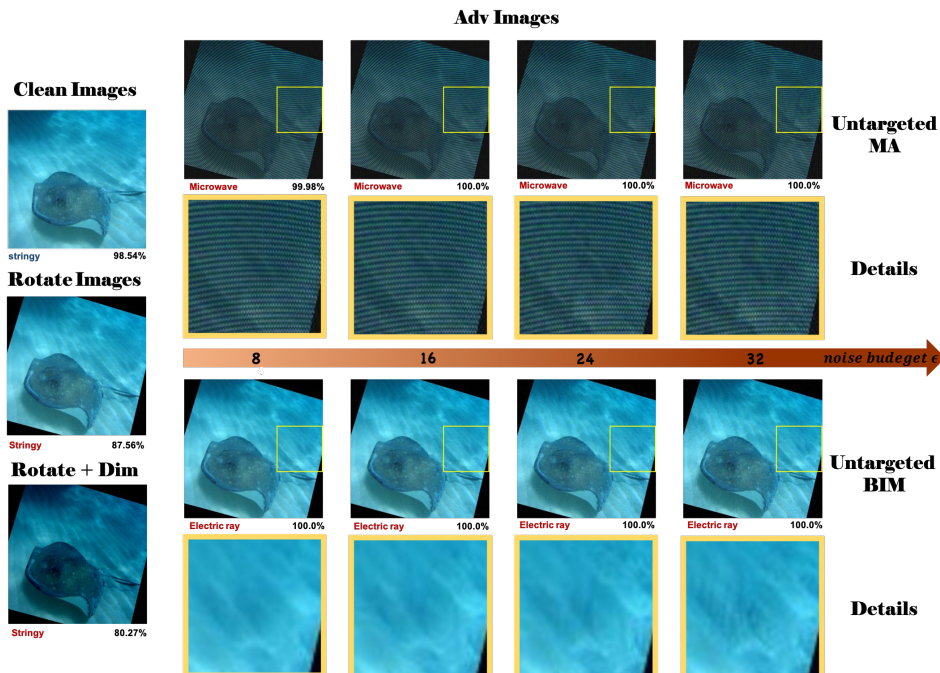 Adv Images
Clean Images
stringy 98.54%
Rotate Images
Stringy 87.56%
Rotate + Dim
Stringy 80.27%
Microwave 99.98%
Microwave 100.0%
Microwave 100.0%
Microwave 100.0%
Untargeted
MA
Details
8 16 24 32 noise budeget ϵ
Electric ray 100.0%
Electric ray 100.0%
Electric ray 100.0%
Electric ray 100.0%
Untargeted
BIM
Details